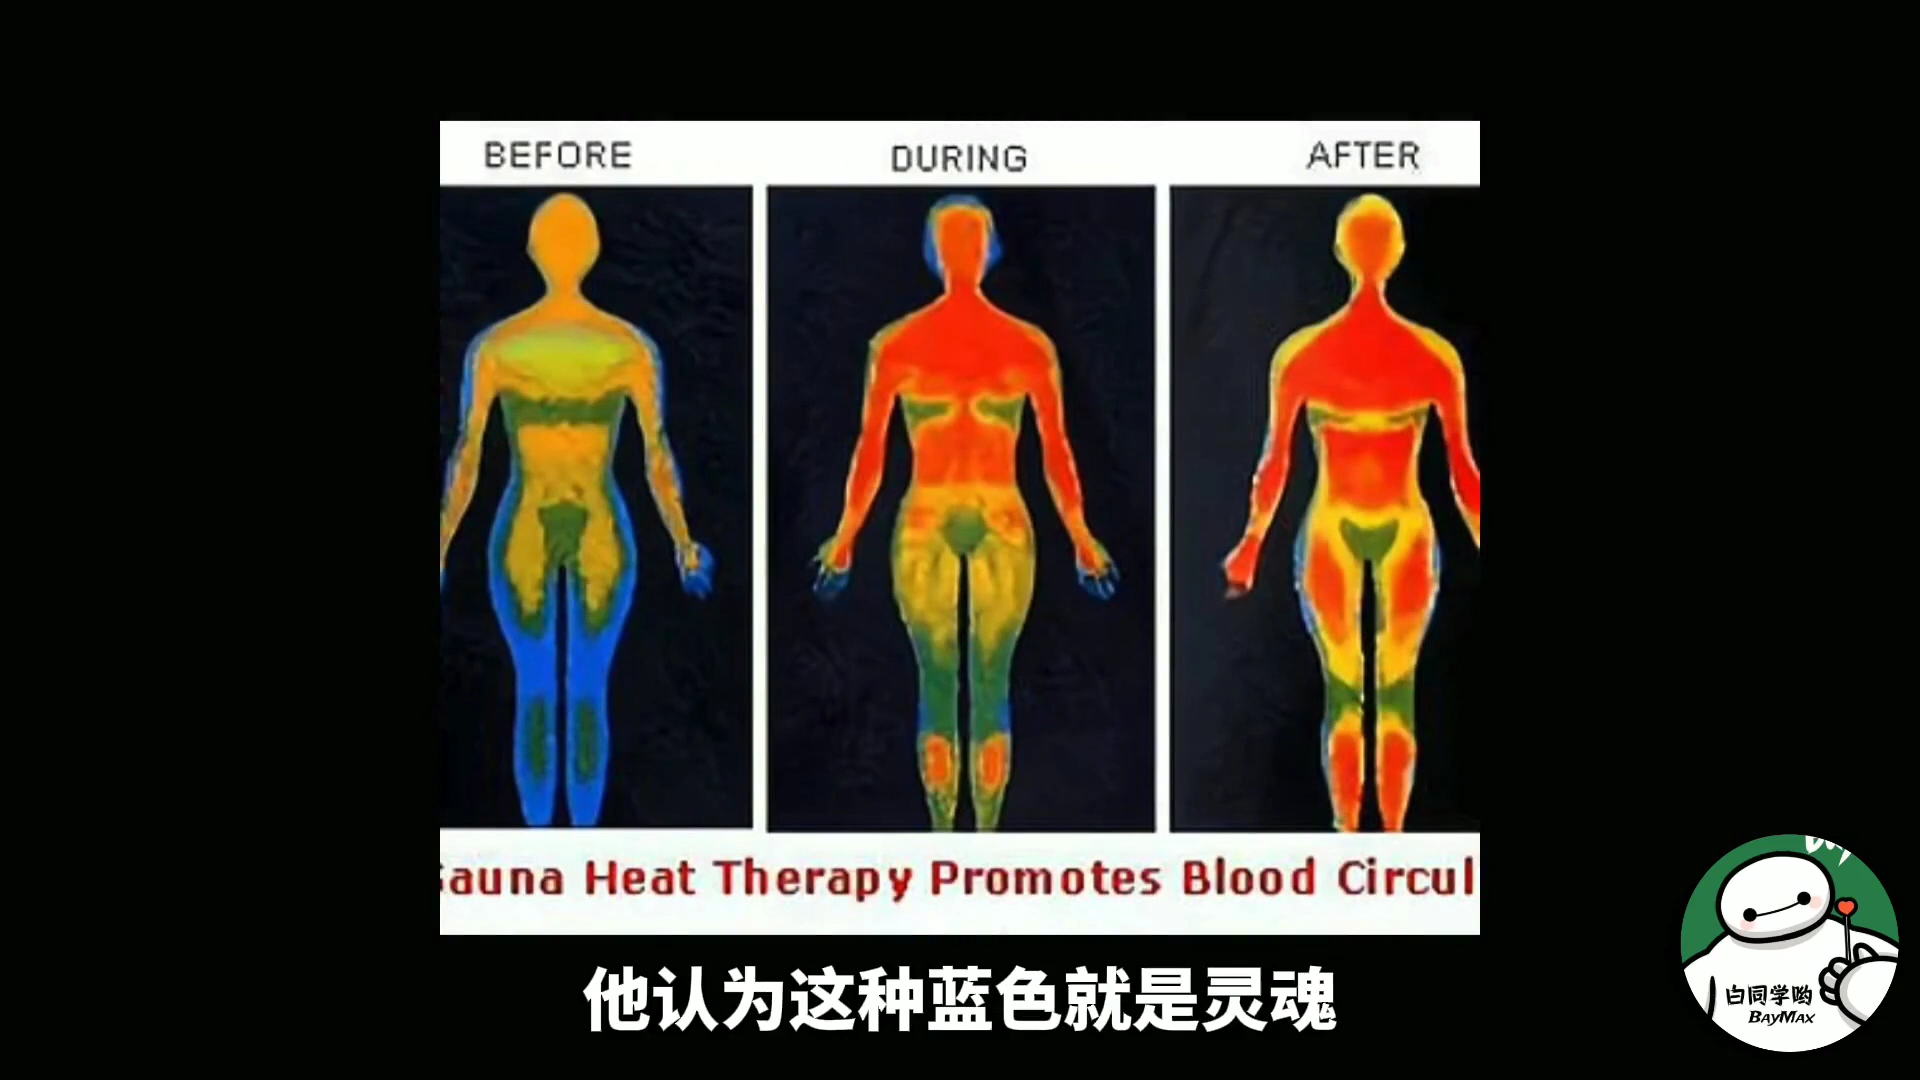 BEFORE
DURING
AFTER
auna Heat Therapy Promotes Blood Circul
他认为这种蓝色就是灵魂
白同学哟
BAYMAX